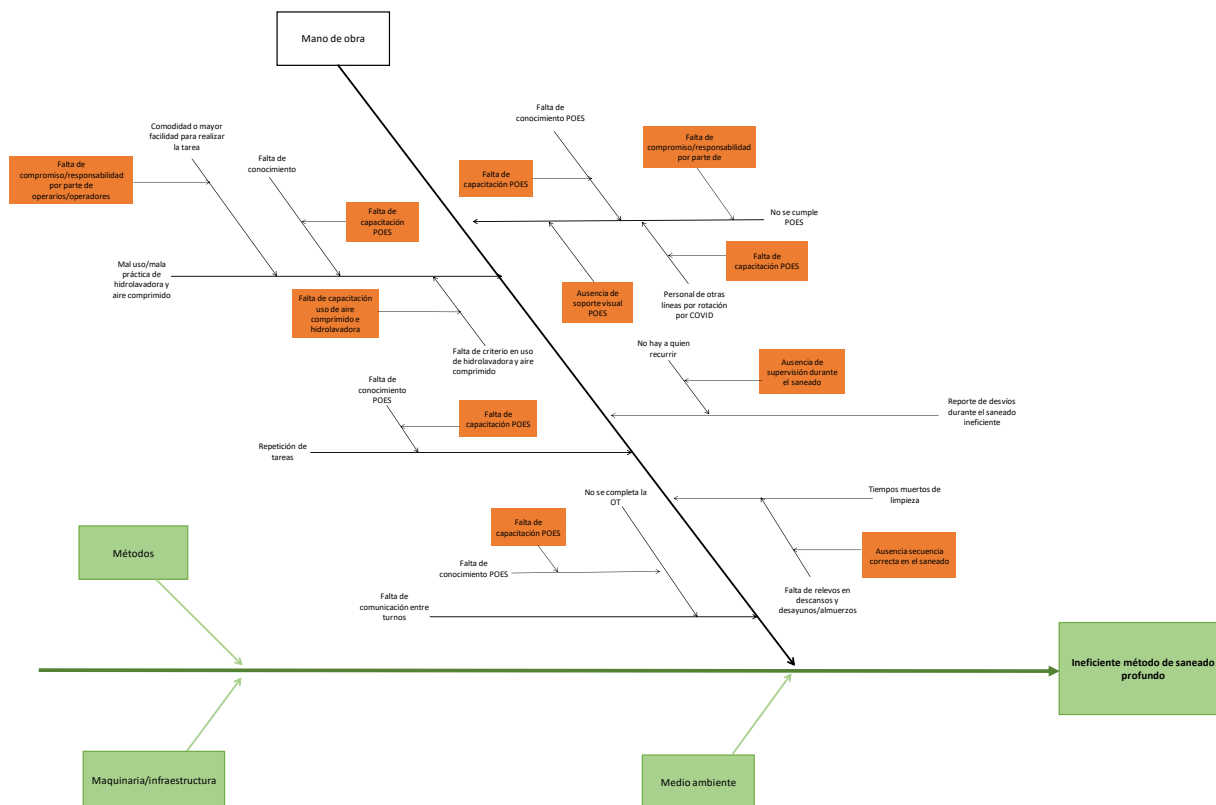 Mano de obra
Comodidad o mayor
facilidad para realizar
la tarea
Falta de
compromiso/responsabilidad
por parte de
operarios/operadores
Falta de
conocimiento
Falta de
capacitación
POES
Mal uso/mala
práctica de
hidrolavadora y
aire comprimido
Falta de capacitación
uso de aire
comprimido e
hidrolavadora
Falta de criterio en uso
de hidrolavadora y aire
comprimido
Falta de
conocimiento POES
Falta de
capacitación POES
Falta de
compromiso/responsabilidad
por parte de
No se cumple
POES
Falta de
capacitación POES
Ausencia de
soporte visual
POES
Personal de otras
líneas por rotación
por COVID
No hay a quien
recurrir
Ausencia de
supervisión durante
el saneado
Reporte de desvíos
durante el saneado
ineficiente
Falta de
conocimiento
POES
Falta de
capacitación POES
Repetición de
tareas
Tiempos muertos de
limpieza
Ausencia secuencia
correcta en el saneado
Falta de relevos en
descansos y
desayunos/almuerzos
No se completa la
OT
Falta de
capacitación POES
Falta de
conocimiento POES
Falta de
comunicación entre
turnos
Métodos
Ineficiente método de saneado
profundo
Maquinaria/infraestructura
Medio ambiente